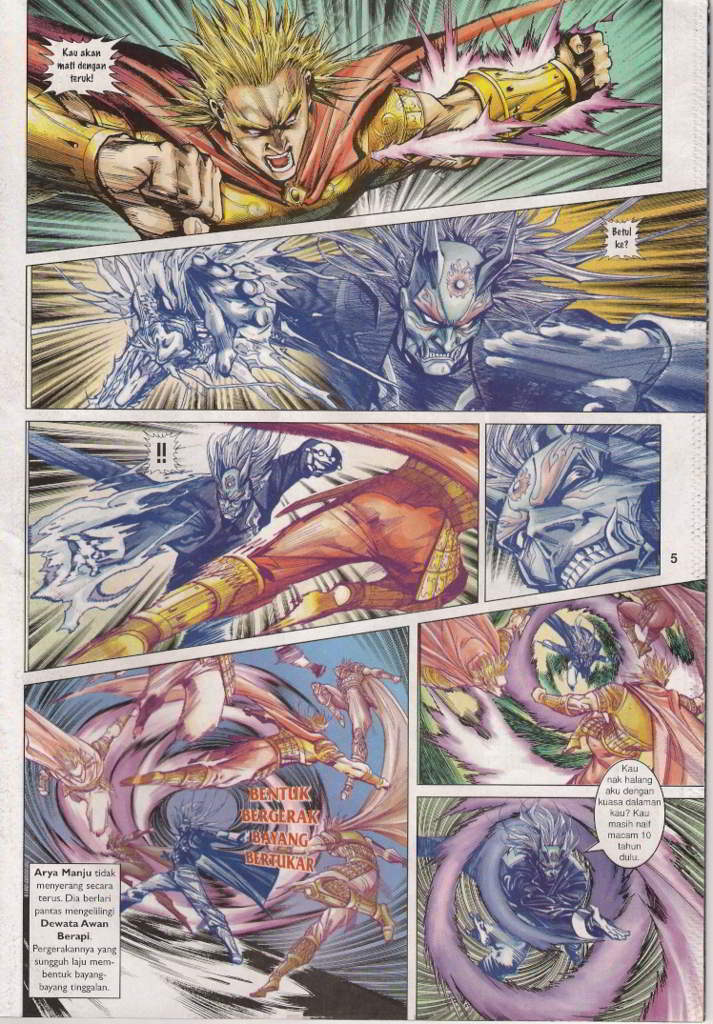 Kau akan
mati dengan
teruk!
Betul
ke?
!!
5
Kau
nak halang
aku dengan
kuasa dalaman
kau? Kau
masih naif
macam 10
tahun
dulu.
BENTUK
BERGERAK
BAYANG
BERTUKAR
Arya Manju tidak
menyerang secara
terus. Dia berlari
pantas mengelilingi
Dewata Awan
Berapi.
Pergerakannya yang
sungguh laju mem-
bentuk bayang-
bayang tinggalan.